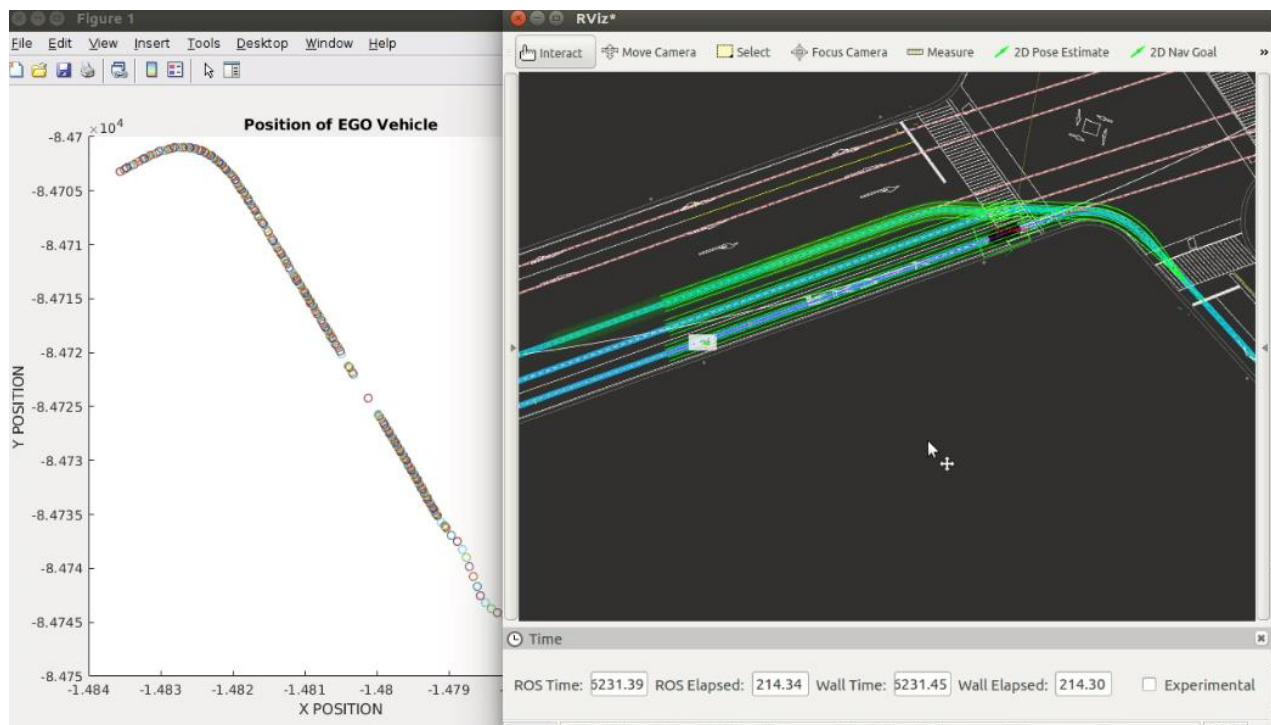 Figure 1
File Edit View Insert Tools Desktop Window Help
×10^4
Position of EGO Vehicle
-8.47
-8.4705
-8.471
-8.4715
-8.472
-8.4725
-8.473
-8.4735
-8.474
-8.4745
-8.475
Y POSITION
-1.484 -1.483 -1.482 -1.481 -1.48 -1.479
X POSITION
RViz*
Interact Move Camera Select Focus Camera Measure 2D Pose Estimate 2D Nav Goal »
Time
ROS Time: 6231.39 ROS Elapsed: 214.34 Wall Time: 6231.45 Wall Elapsed: 214.30 Experimental